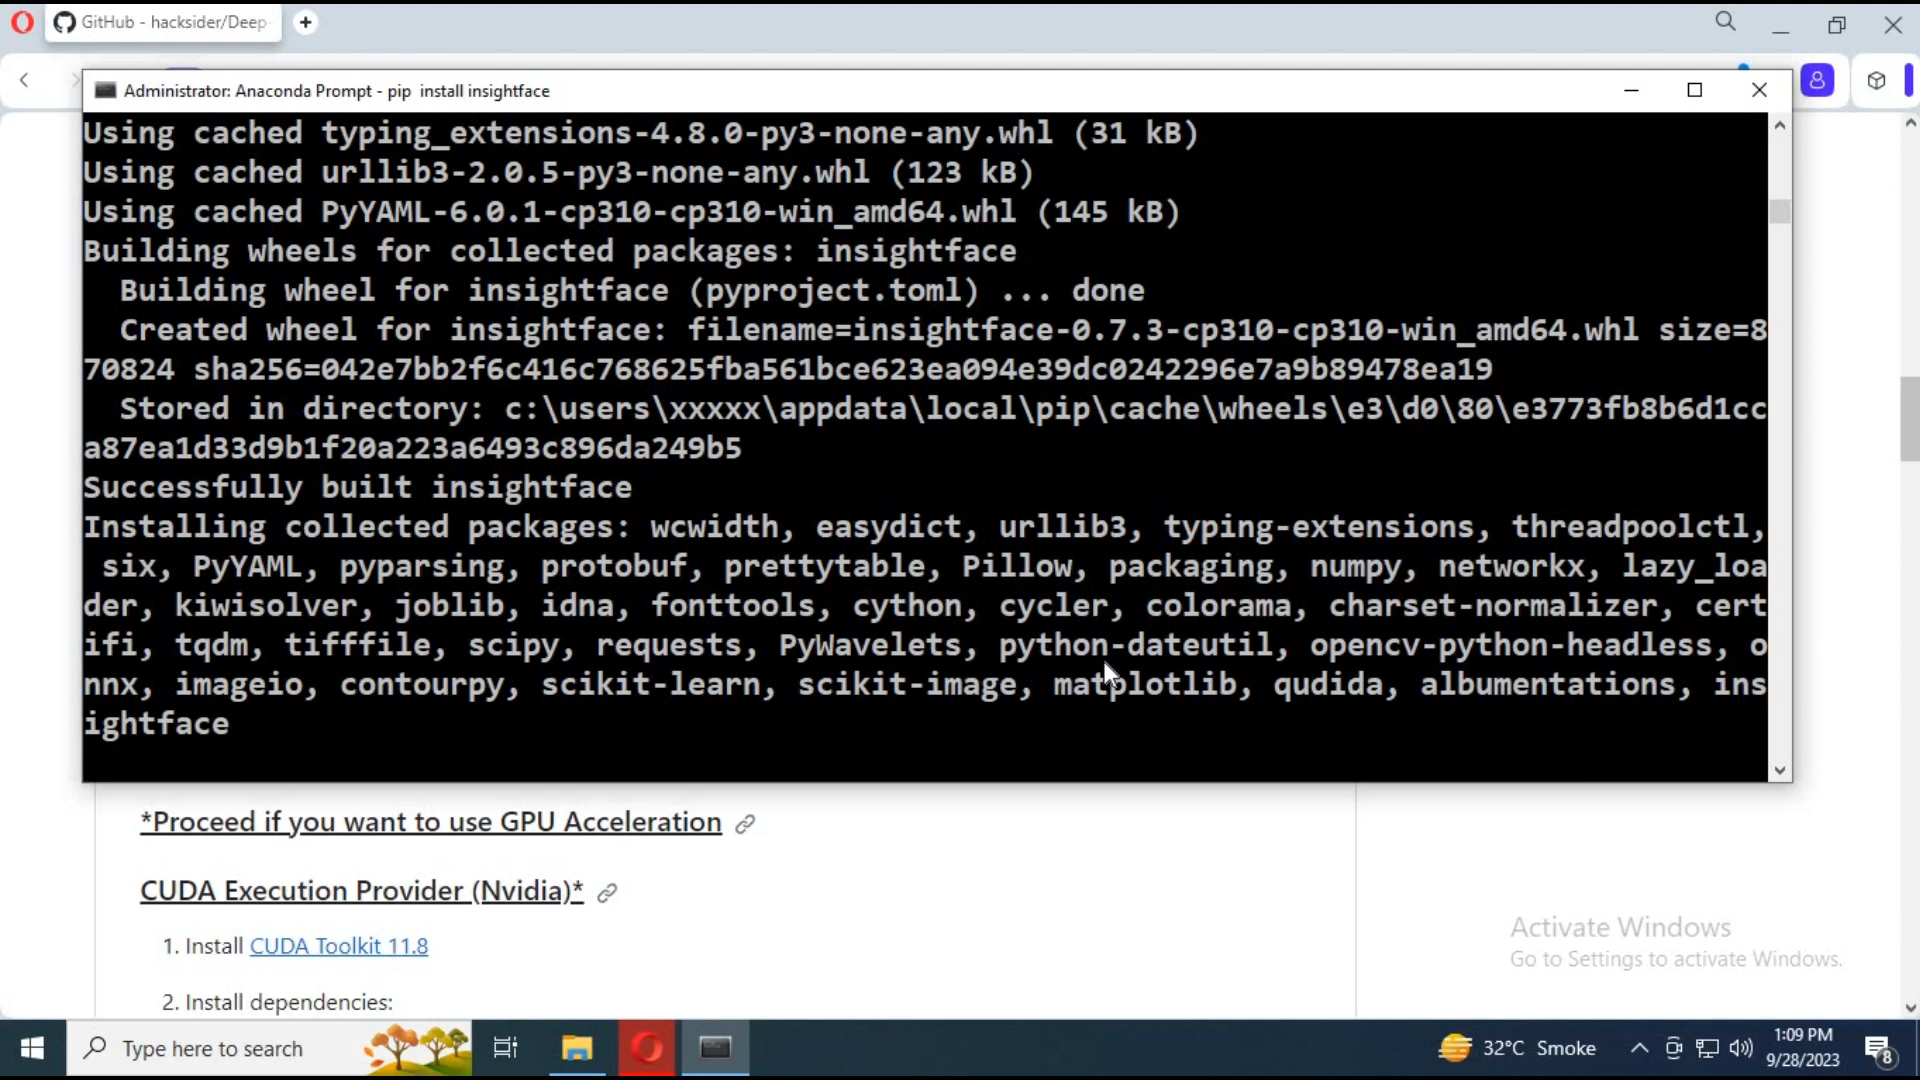 GitHub - hacksider/Deep-
Administrator: Anaconda Prompt - pip  install insightface
Using cached typing_extensions-4.8.0-py3-none-any.whl (31 kB)
Using cached urllib3-2.0.5-py3-none-any.whl (123 kB)
Using cached PyYAML-6.0.1-cp310-cp310-win_amd64.whl (145 kB)
Building wheels for collected packages: insightface
  Building wheel for insightface (pyproject.toml) ... done
  Created wheel for insightface: filename=insightface-0.7.3-cp310-cp310-win_amd64.whl size=8
70824 sha256=042e7bb2f6c416c768625fba561bce623ea094e39dc0242296e7a9b89478ea19
  Stored in directory: c:\users\xxxxx\appdata\local\pip\cache\wheels\e3\d0\80\e3773fb8b6d1cc
a87ea1d33d9b1f20a223a6493c896da249b5
Successfully built insightface
Installing collected packages: wcwidth, easydict, urllib3, typing-extensions, threadpoolctl,
 six, PyYAML, pyparsing, protobuf, prettytable, Pillow, packaging, numpy, networkx, lazy_loa
der, kiwisolver, joblib, idna, fonttools, cython, cycler, colorama, charset-normalizer, cert
ifi, tqdm, tifffile, scipy, requests, PyWavelets, python-dateutil, opencv-python-headless, o
nnx, imageio, contourpy, scikit-learn, scikit-image, matplotlib, qudida, albumentations, ins
ightface
*Proceed if you want to use GPU Acceleration
CUDA Execution Provider (Nvidia)*
1. Install CUDA Toolkit 11.8
2. Install dependencies:
Activate Windows
Go to Settings to activate Windows.
Type here to search
32°C Smoke
1:09 PM
9/28/2023
8